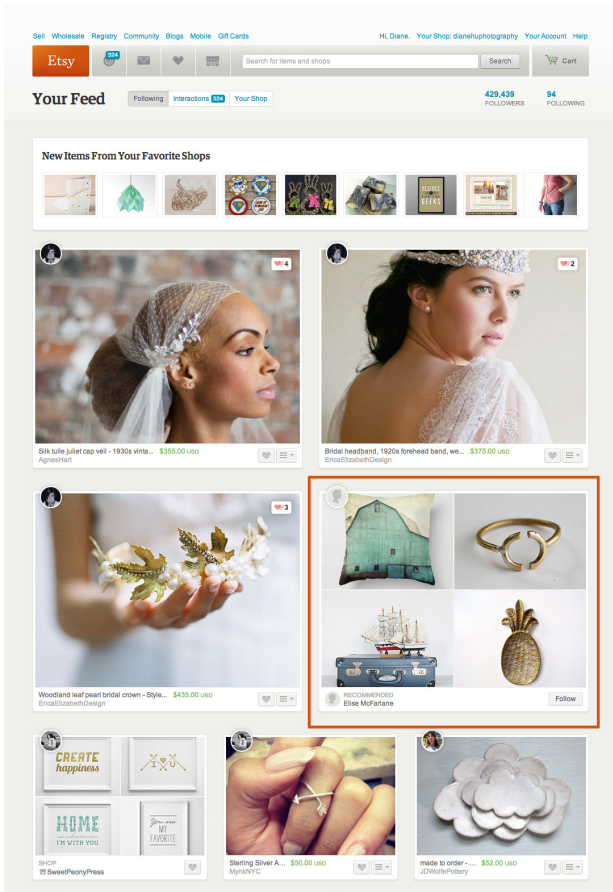 Sell Wholesale Registry Community Blogs Mobile Gift Cards
Hi, Diane. Your Shop: dianehuphotography Your Account Help
Etsy
324
Search for items and shops
Search
Cart
Your Feed
Following
Interactions 324
Your Shop
429,439
FOLLOWERS
94
FOLLOWING
New Items From Your Favorite Shops
GEEKS
4
2
Silk tulle juliet cap veil - 1930s vinta... $355.00 USD
AgnesHart
Bridal headband, 1920s forehead band, we... $375.00 USD
EricaElizabethDesign
3
Woodland leaf pearl bridal crown - Style... $435.00 USD
EricaElizabethDesign
RECOMMENDED
Elise McFarlane
Follow
CREATE
happiness
I U
HOME
I'M WITH YOU
You are
MY
FAVORITE
SHOP
SweetPeonyPress
Sterling Silver A... $50.00 USD
MynkNYC
made to order - ... $52.00 USD
JDWolfePottery